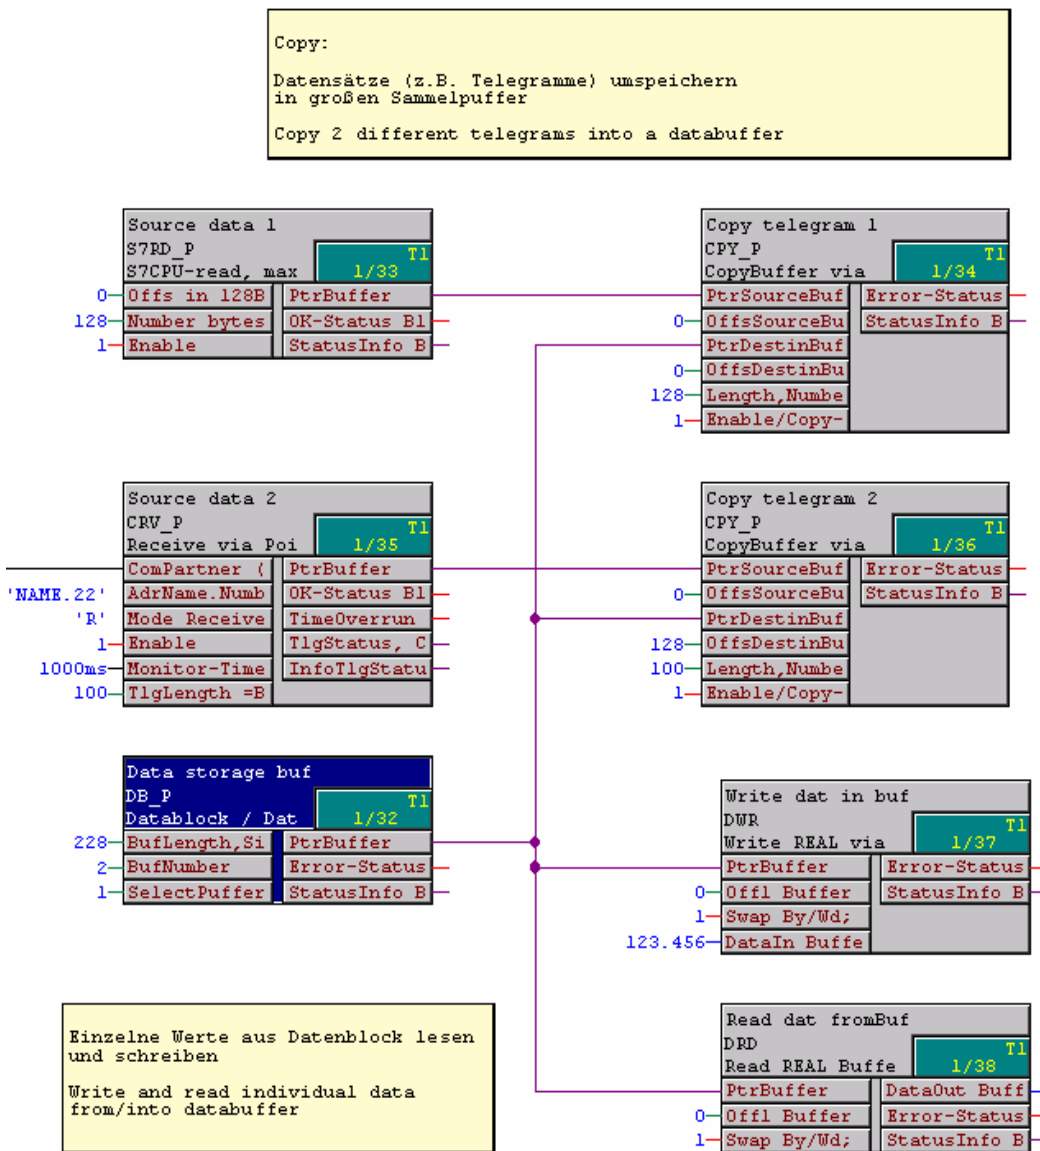 Copy:
Datensätze (z.B. Telegramme) umspeichern
in großen Sammelpuffer
Copy 2 different telegrams into a databuffer
Source data 1
S7RD_P
T1
S7CPU-read, max
1/33
0
Offs in 128B
PtrBuffer
128
Number bytes
OK-Status Bl
1
Enable
StatusInfo B
Copy telegram 1
CPY_P
T1
CopyBuffer via
1/34
PtrSourceBuf
Error-Status
0
OffsSourceBu
StatusInfo B
PtrDestinBuf
0
OffsDestinBu
128
Length,Numbe
1
Enable/Copy-
Source data 2
CRV_P
T1
Receive via Poi
1/35
ComPartner (
PtrBuffer
'NAME.22'
AdrName.Numb
OK-Status Bl
'R'
Mode Receive
TimeOverrun
1
Enable
TlgStatus, C
1000ms
Monitor-Time
InfoTlgStatu
100
TlgLength =B
Copy telegram 2
CPY_P
T1
CopyBuffer via
1/36
PtrSourceBuf
Error-Status
0
OffsSourceBu
StatusInfo B
PtrDestinBuf
128
OffsDestinBu
100
Length,Numbe
1
Enable/Copy-
Data storage buf
DB_P
T1
Datablock / Dat
1/32
228
BufLength,Si
PtrBuffer
2
BufNumber
Error-Status
1
SelectPuffer
StatusInfo B
Write dat in buf
DWR
T1
Write REAL via
1/37
PtrBuffer
Error-Status
0
Offl Buffer
StatusInfo B
1
Swap By/Wd;
123.456
DataIn Buffe
Einzelne Werte aus Datenblock lesen
und schreiben
Write and read individual data
from/into databuffer
Read dat fromBuf
DRD
T1
Read REAL Buffe
1/38
PtrBuffer
DataOut Buff
0
Offl Buffer
Error-Status
1
Swap By/Wd;
StatusInfo B